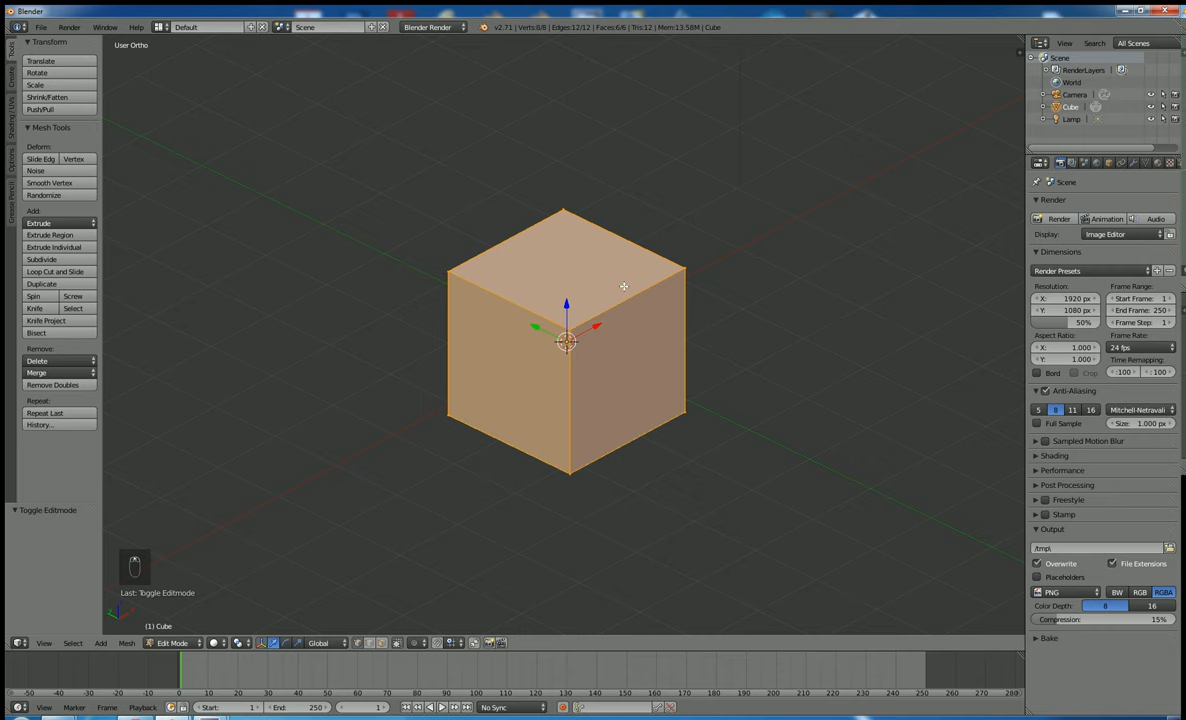 Blender
File Render Window Help Default Scene Blender Render v2.71 | Verts:8/8 | Edges:12/12 | Faces:6/6 | Tris:12 | Mem:13.58M | Cube
Tools
Create
Shading / UVs
Options
Grease Pencil
Transform
Translate
Rotate
Scale
Shrink/Fatten
Push/Pull
Mesh Tools
Deform:
Slide Edg Vertex
Noise
Smooth Vertex
Randomize
Add:
Extrude
Extrude Region
Extrude Individual
Subdivide
Loop Cut and Slide
Duplicate
Spin Screw
Knife Select
Knife Project
Bisect
Remove:
Delete
Merge
Remove Doubles
Repeat:
Repeat Last
History...
Toggle Editmode
User Ortho
Last: Toggle Editmode
(1) Cube
View Select Add Mesh Edit Mode Global
-50 -40 -30 -20 -10 0 10 20 30 40 50 60 70 80 90 100 110 120 130 140 150 160 170 180 190 200 210 220 230 240 250 260 270 280
View Marker Frame Playback Start: 1 End: 250 1 No Sync
View Search All Scenes
Scene
RenderLayers
World
Camera
Cube
Lamp
Scene
Render
Render Animation Audio
Display: Image Editor
Dimensions
Render Presets
Resolution: Frame Range:
X: 1920 px Start Frame: 1
Y: 1080 px End Frame: 250
50% Frame Step: 1
Aspect Ratio: Frame Rate:
X: 1.000 24 fps
Y: 1.000 Time Remapping:
Bord Crop :100 :100
Anti-Aliasing
5 8 11 16 Mitchell-Netravali
Full Sample Size: 1.000 px
Sampled Motion Blur
Shading
Performance
Post Processing
Freestyle
Stamp
Output
/tmp\
Overwrite File Extensions
Placeholders
PNG BW RGB RGBA
Color Depth: 8 16
Compression: 15%
Bake